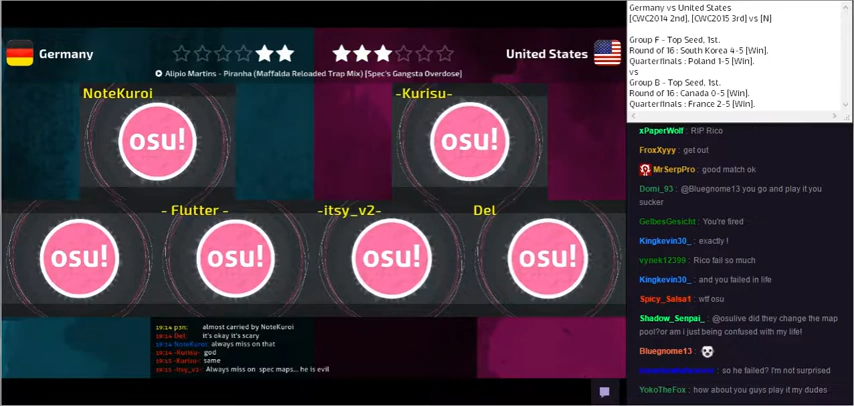 Germany
United States
Alipio Martins - Piranha (Maffalda Reloaded Trap Mix) [Spec's Gangsta Overdose]
NoteKuroi
-Kurisu-
osu!
osu!
- Flutter -
-itsy_v2-
Del
osu!
osu!
osu!
osu!
almost carried by NoteKuroi
19:14 Del: it's okay it's scary
19:14 NoteKuroi: always miss on that
19:14 -Kurisu-: god
19:15 -Kurisu-: same
19:15 -itsy_v2-: Always miss on spec maps... he is evil
Germany vs United States
[CWC2014 2nd], [CWC2015 3rd] vs [N]
Group F - Top Seed, 1st.
Round of 16 : South Korea 4-5 [Win].
Quarterfinals : Poland 1-5 [Win].
vs
Group B - Top Seed, 1st.
Round of 16 : Canada 0-5 [Win].
Quarterfinals : France 2-5 [Win].
xPaperWolf : RIP Rico
FroxXyyy : get out
MrSerpPro : good match ok
Domi_93 : @Bluegnome13 you go and play it you
sucker
GelbesGesicht : You're fired
Kingkevin30_ : exactly !
vynek12399 : Rico fail so much
Kingkevin30_ : and you failed in life
Spicy_Salsa1 : wtf osu
Shadow_Senpai_ : @osulive did they change the map
pool?or am i just being confused with my life!
Bluegnome13 :
: so he failed? I'm not surprised
YokoTheFox : how about you guys play it my dudes